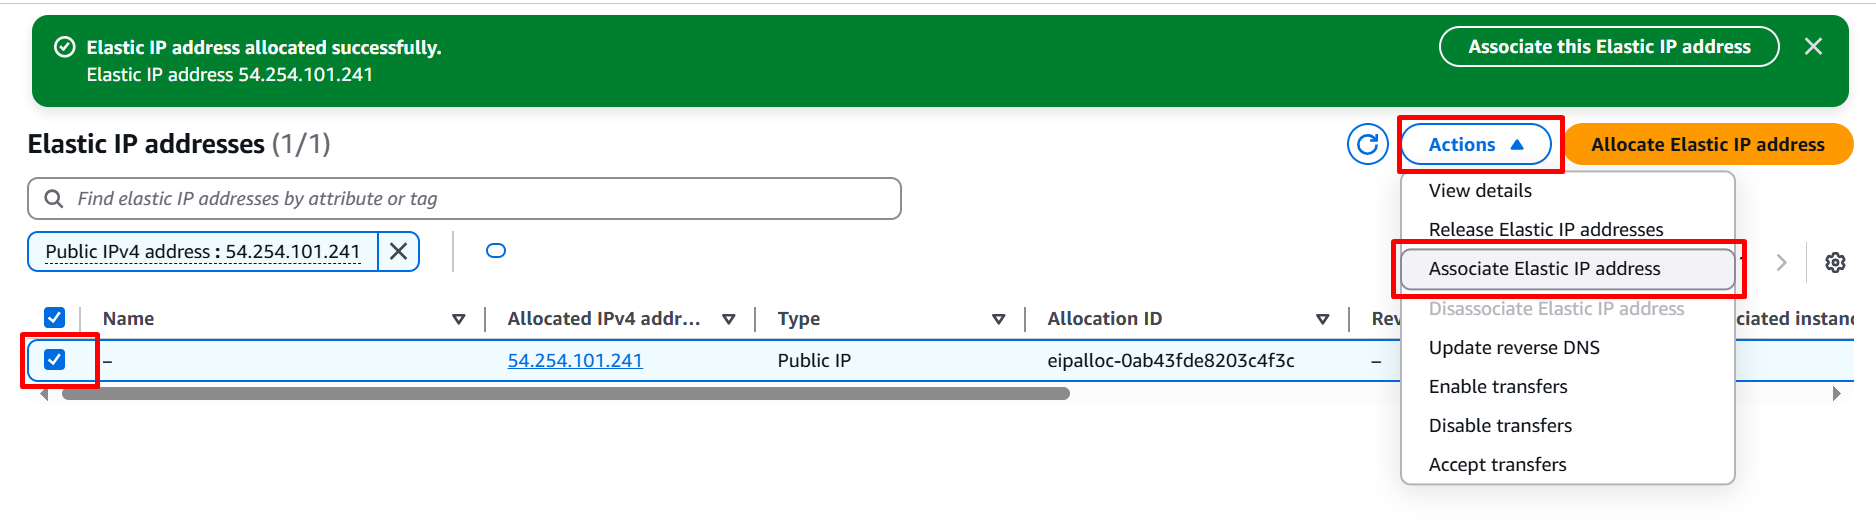 Elastic IP address allocated successfully.
Elastic IP address 54.254.101.241
Associate this Elastic IP address
Elastic IP addresses (1/1)
Actions
Allocate Elastic IP address
Find elastic IP addresses by attribute or tag
Public IPv4 address : 54.254.101.241
View details
Release Elastic IP addresses
Associate Elastic IP address
Disassociate Elastic IP address
Update reverse DNS
Enable transfers
Disable transfers
Accept transfers
Name
Allocated IPv4 addr...
Type
Allocation ID
Rev
ciated instanc
–
54.254.101.241
Public IP
eipalloc-0ab43fde8203c4f3c
–